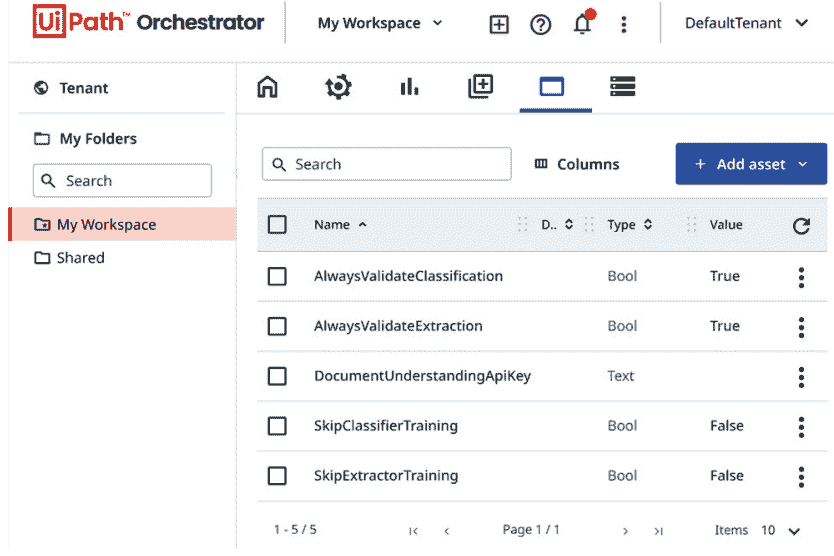 UiPath™ Orchestrator My Workspace DefaultTenant
Tenant
My Folders
Search
My Workspace
Shared
Search Columns + Add asset
Name D.. Type Value
AlwaysValidateClassification Bool True
AlwaysValidateExtraction Bool True
DocumentUnderstandingApiKey Text
SkipClassifierTraining Bool False
SkipExtractorTraining Bool False
1 - 5 / 5 Page 1 / 1 Items 10